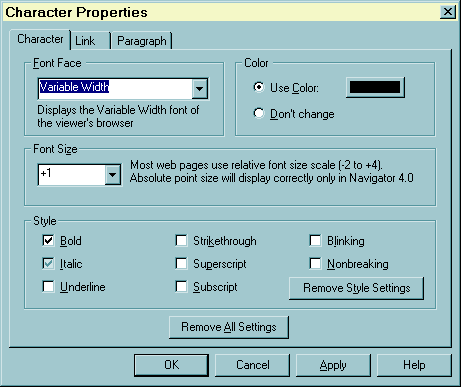 Character Properties
Character Link Paragraph
Font Face
Variable Width
Displays the Variable Width font of
the viewer's browser
Color
Use Color:
Don't change
Font Size
+1
Most web pages use relative font size scale (-2 to +4).
Absolute point size will display correctly only in Navigator 4.0
Style
Bold Strikethrough Blinking
Italic Superscript Nonbreaking
Underline Subscript Remove Style Settings
Remove All Settings
OK Cancel Apply Help